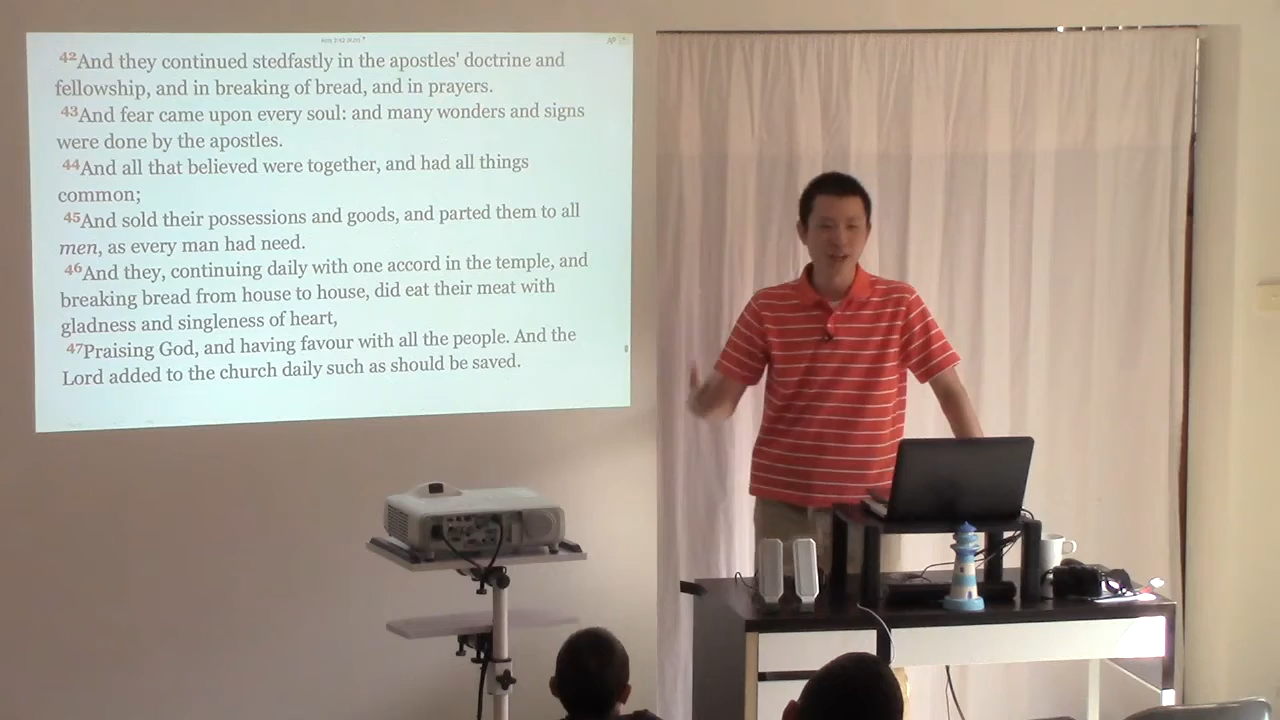 ⁴²And they continued stedfastly in the apostles' doctrine and
fellowship, and in breaking of bread, and in prayers.
⁴³And fear came upon every soul: and many wonders and signs
were done by the apostles.
⁴⁴And all that believed were together, and had all things
common;
⁴⁵And sold their possessions and goods, and parted them to all
men, as every man had need.
⁴⁶And they, continuing daily with one accord in the temple, and
breaking bread from house to house, did eat their meat with
gladness and singleness of heart,
⁴⁷Praising God, and having favour with all the people. And the
Lord added to the church daily such as should be saved.